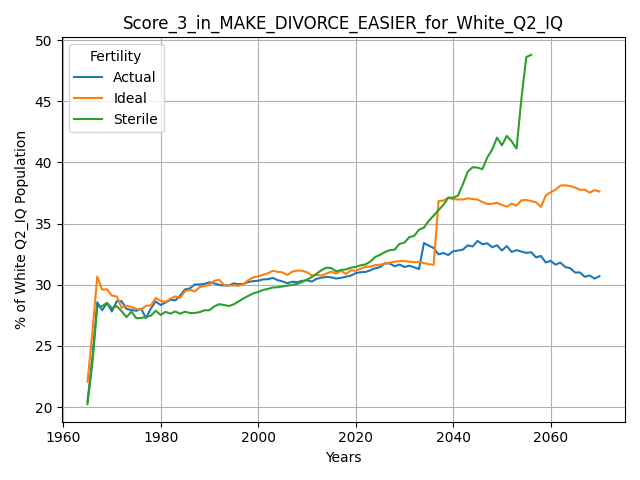 Score_3_in_MAKE_DIVORCE_EASIER_for_White_Q2_IQ
% of White Q2_IQ Population
50
45
40
35
30
25
20
Fertility
Actual
Ideal
Sterile
1960
1980
2000
2020
2040
2060
Years